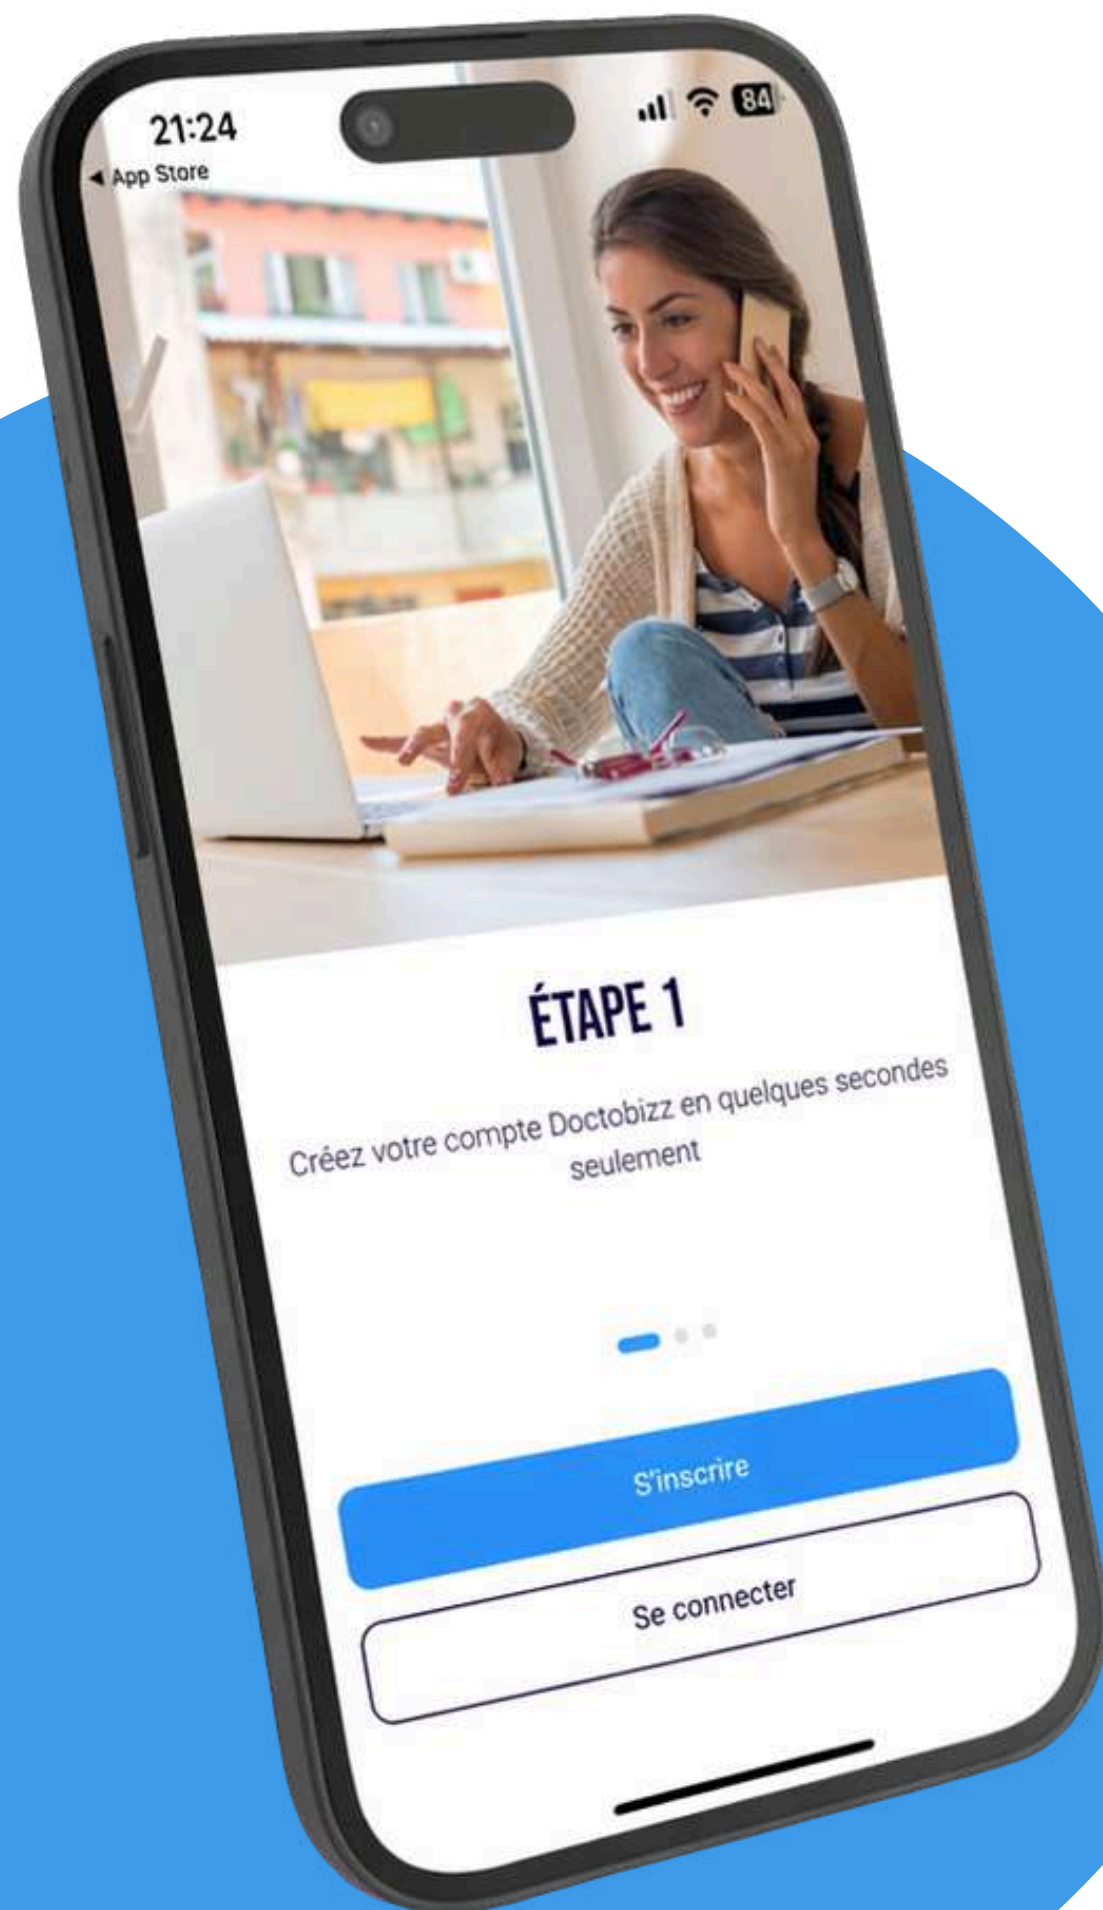 21:24
84
◀ App Store
ÉTAPE 1
Créez votre compte Doctobizz en quelques secondes
seulement
S'inscrire
Se connecter